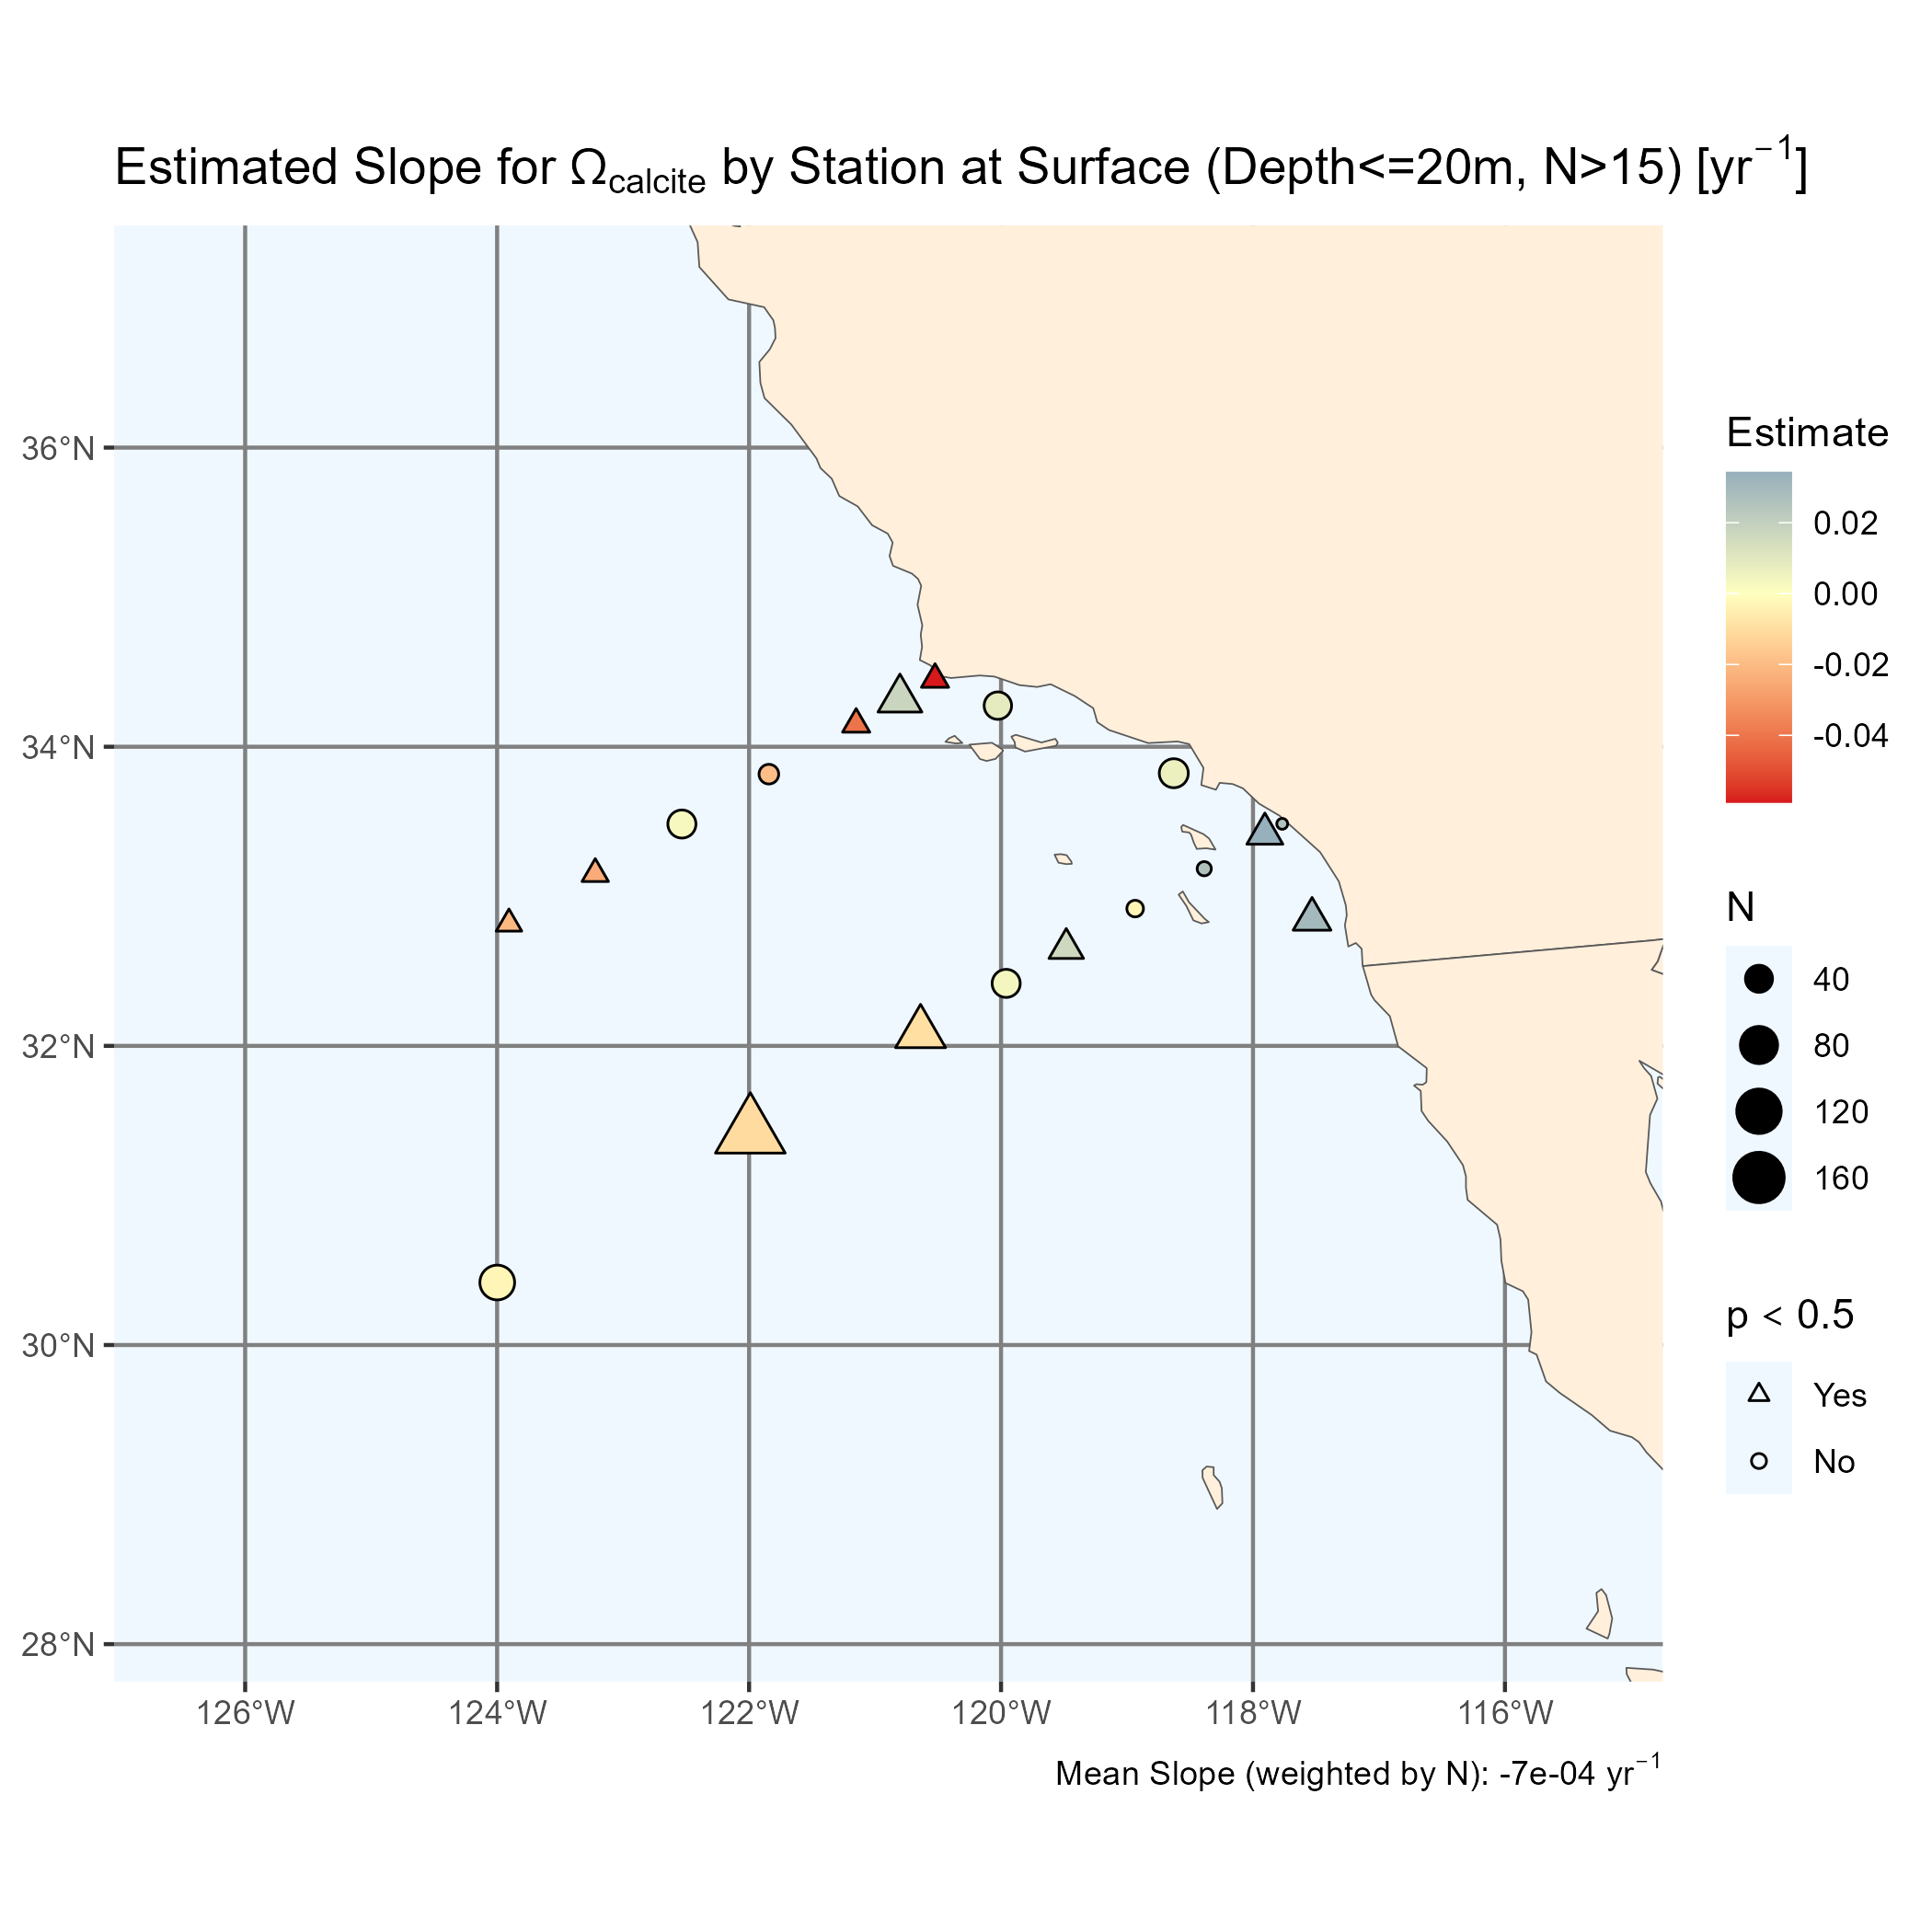 Estimated Slope for Ωcalcite by Station at Surface (Depth<=20m, N>15) [yr⁻¹]
36°N
34°N
32°N
30°N
28°N
126°W
124°W
122°W
120°W
118°W
116°W
Mean Slope (weighted by N): -7e-04 yr⁻¹
Estimate
0.02
0.00
-0.02
-0.04
N
40
80
120
160
p < 0.5
Yes
No